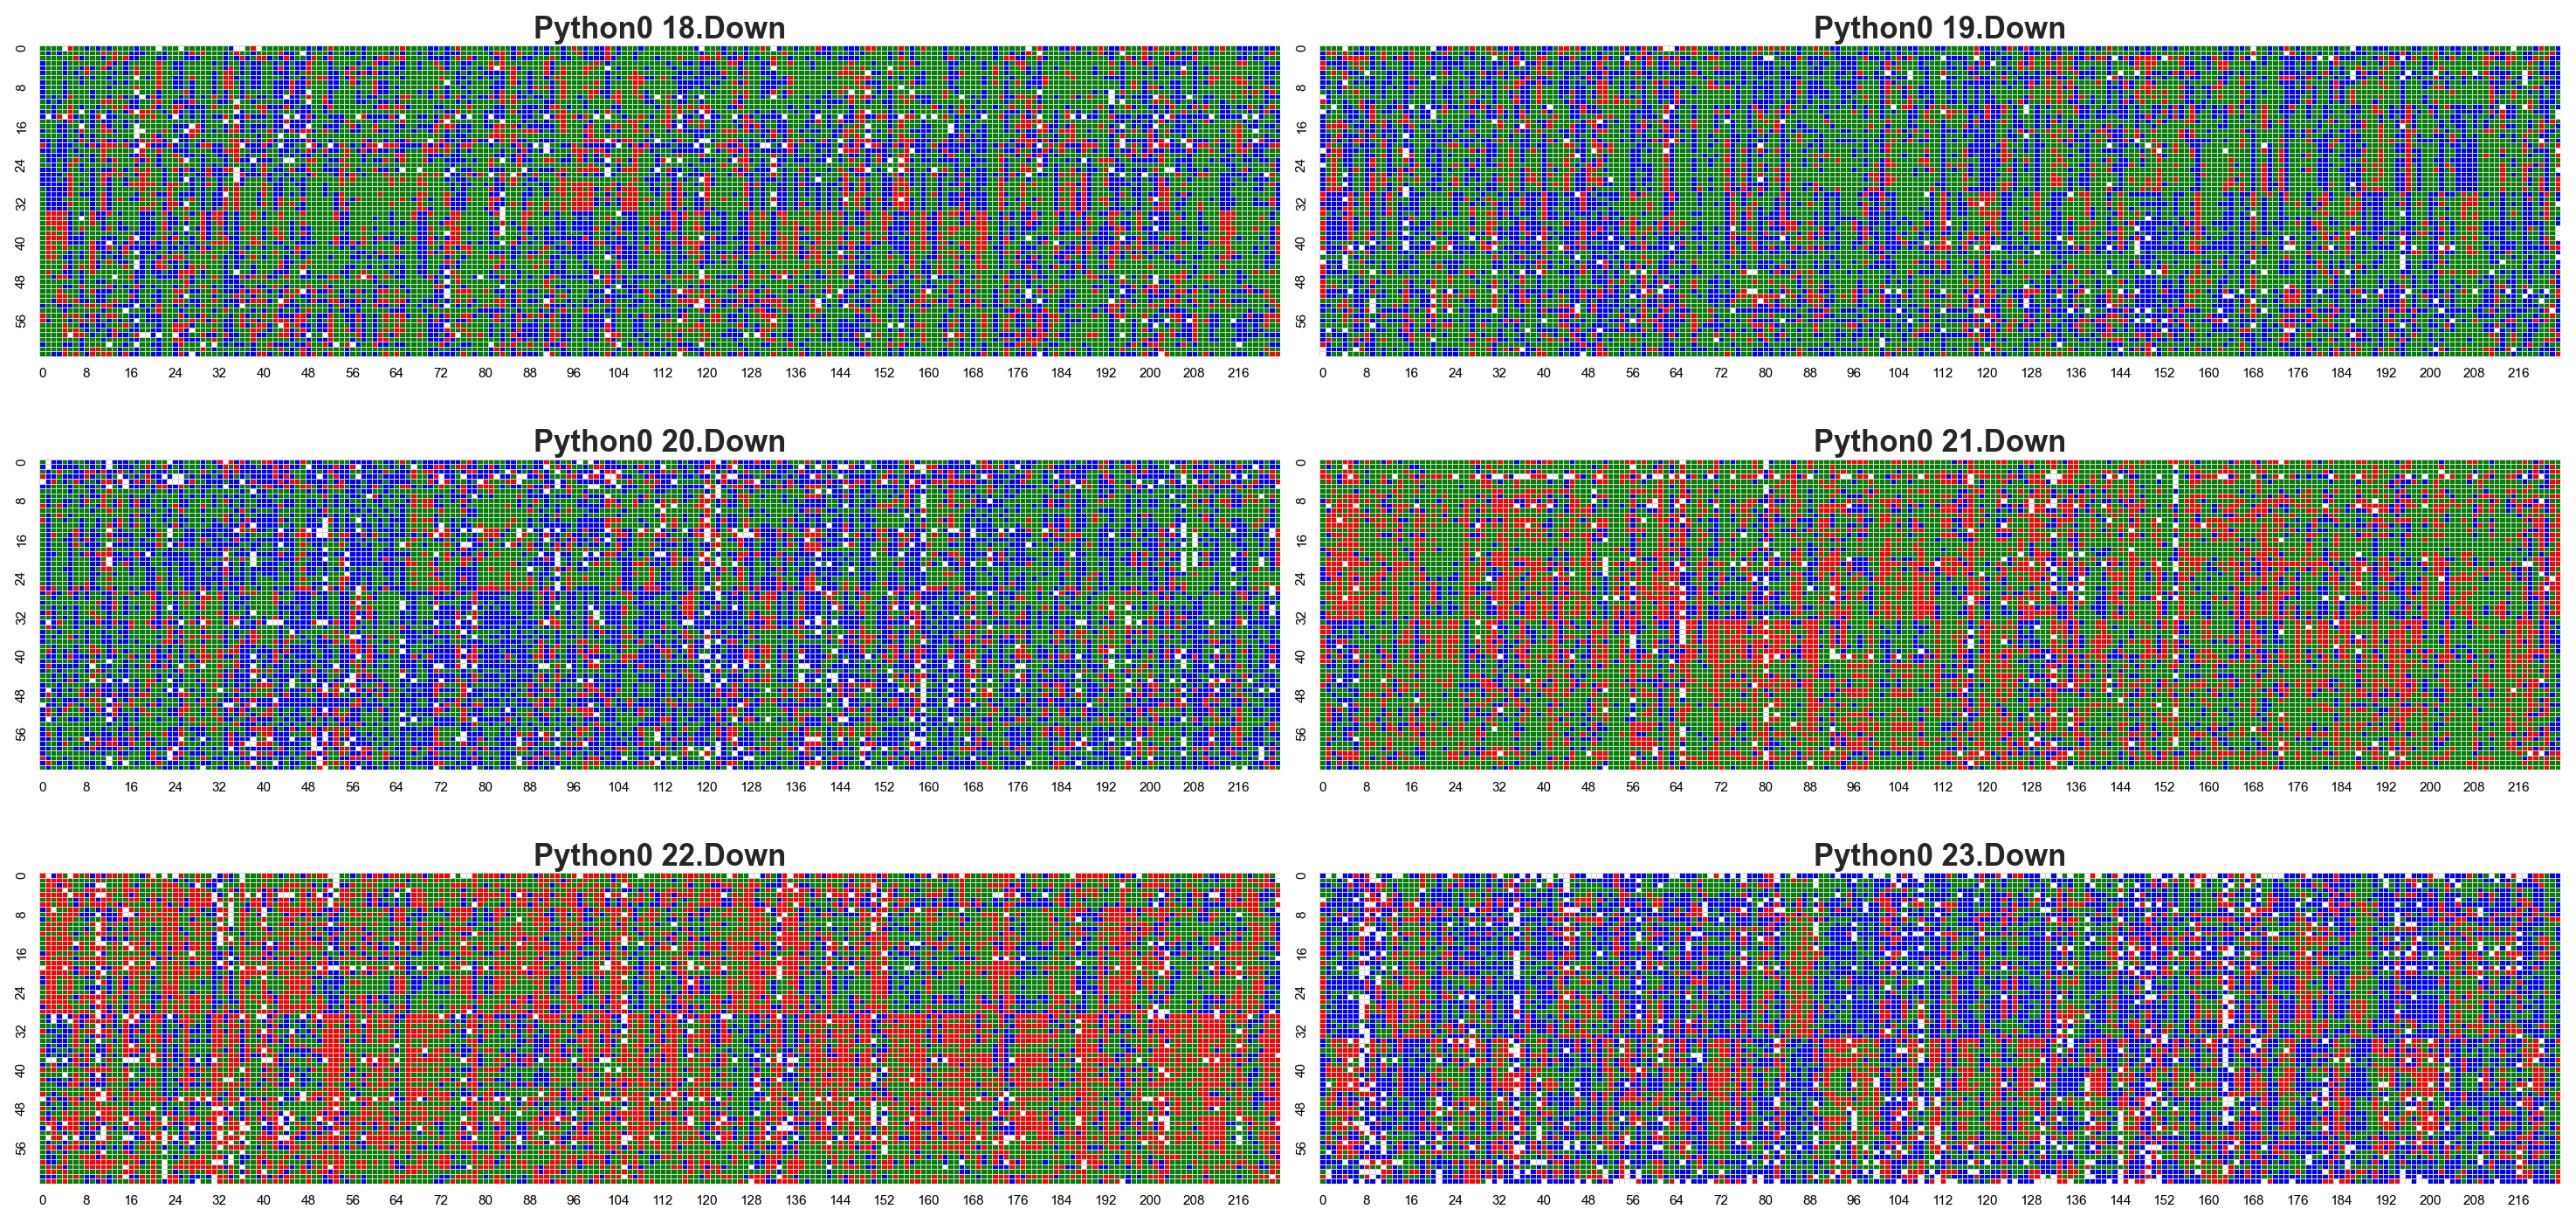 Python0 18.Down
0 8 16 24 32 40 48 56
0 8 16 24 32 40 48 56 64 72 80 88 96 104 112 120 128 136 144 152 160 168 176 184 192 200 208 216
Python0 19.Down
0 8 16 24 32 40 48 56
0 8 16 24 32 40 48 56 64 72 80 88 96 104 112 120 128 136 144 152 160 168 176 184 192 200 208 216
Python0 20.Down
0 8 16 24 32 40 48 56
0 8 16 24 32 40 48 56 64 72 80 88 96 104 112 120 128 136 144 152 160 168 176 184 192 200 208 216
Python0 21.Down
0 8 16 24 32 40 48 56
0 8 16 24 32 40 48 56 64 72 80 88 96 104 112 120 128 136 144 152 160 168 176 184 192 200 208 216
Python0 22.Down
0 8 16 24 32 40 48 56
0 8 16 24 32 40 48 56 64 72 80 88 96 104 112 120 128 136 144 152 160 168 176 184 192 200 208 216
Python0 23.Down
0 8 16 24 32 40 48 56
0 8 16 24 32 40 48 56 64 72 80 88 96 104 112 120 128 136 144 152 160 168 176 184 192 200 208 216